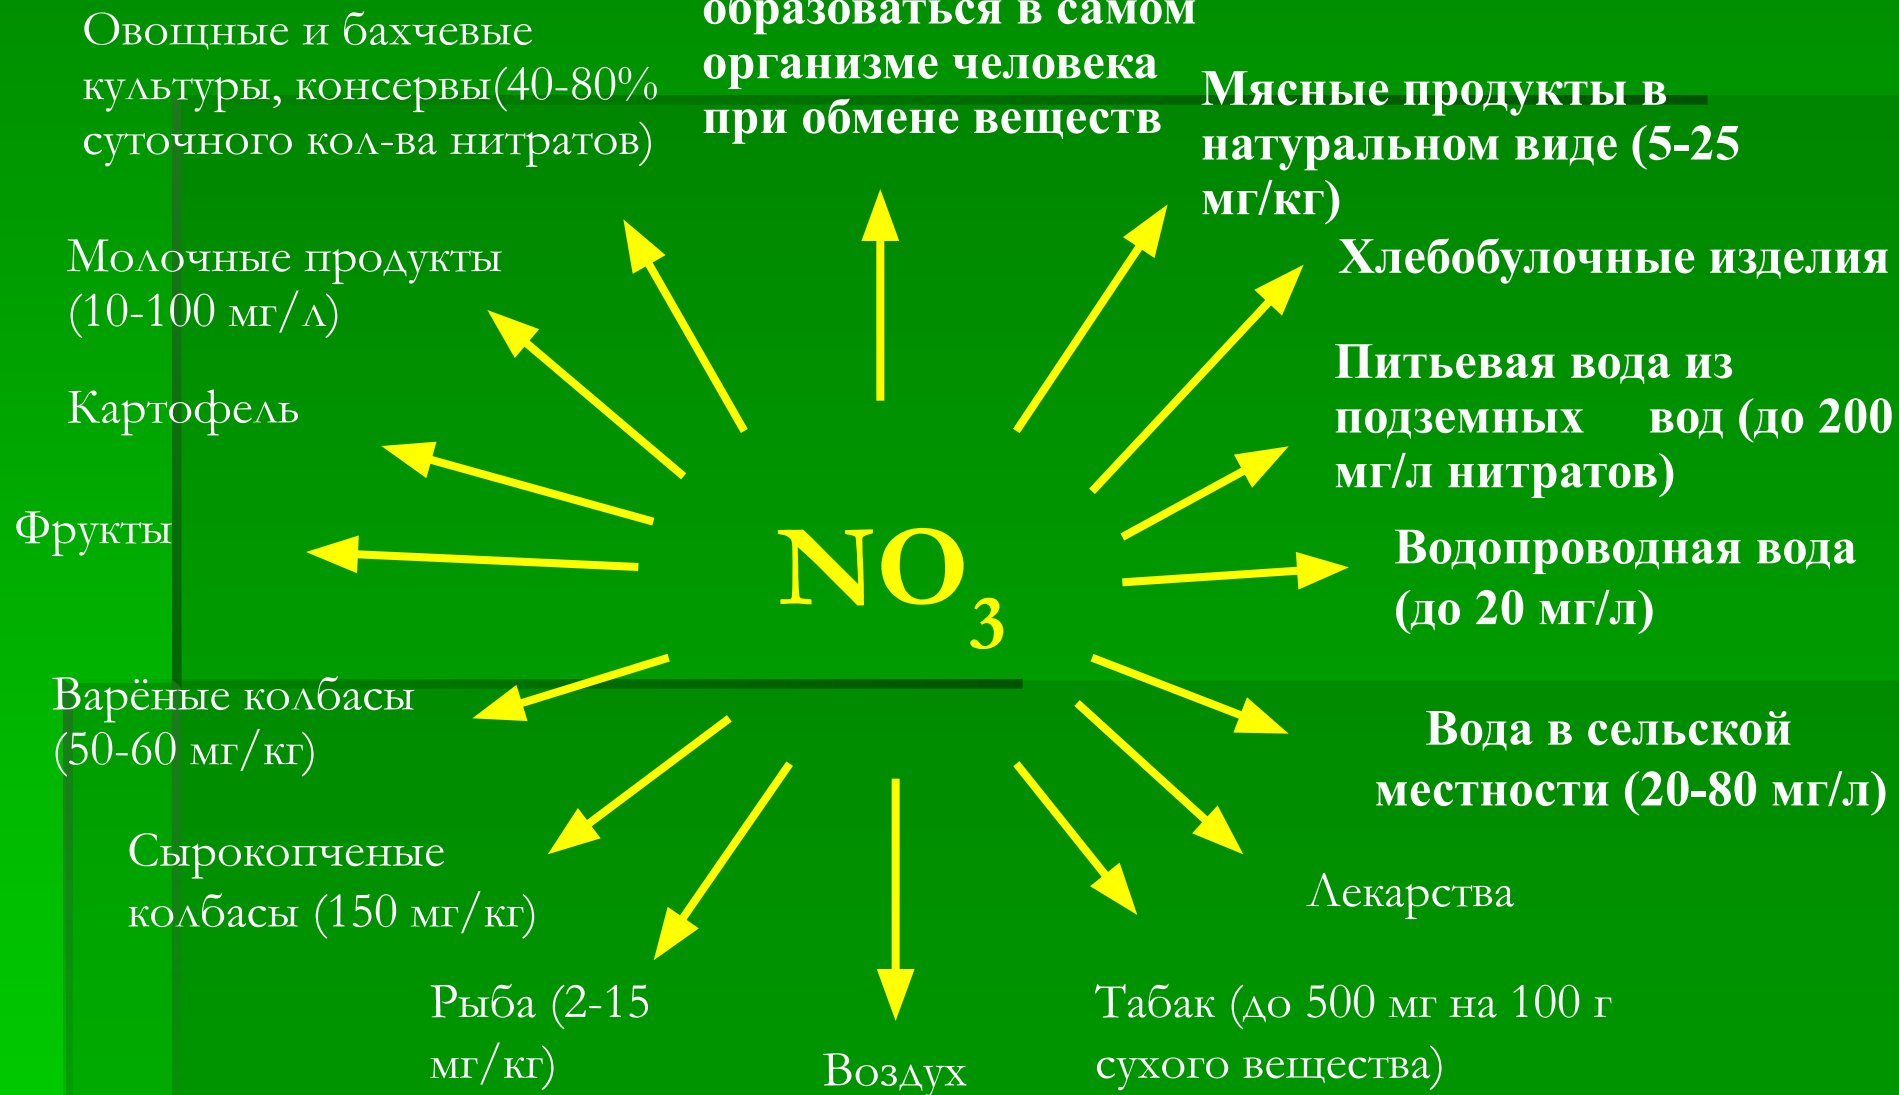 образоваться в самом
организме человека
при обмене веществ
Овощные и бахчевые
культуры, консервы(40-80%
суточного кол-ва нитратов)
Мясные продукты в
натуральном виде (5-25
мг/кг)
Молочные продукты
(10-100 мг/л)
Хлебобулочные изделия
Картофель
Питьевая вода из
подземных вод (до 200
мг/л нитратов)
Фрукты
NO3
Водопроводная вода
(до 20 мг/л)
Варёные колбасы
(50-60 мг/кг)
Вода в сельской
местности (20-80 мг/л)
Сырокопченые
колбасы (150 мг/кг)
Лекарства
Рыба (2-15
мг/кг)
Воздух
Табак (до 500 мг на 100 г
сухого вещества)